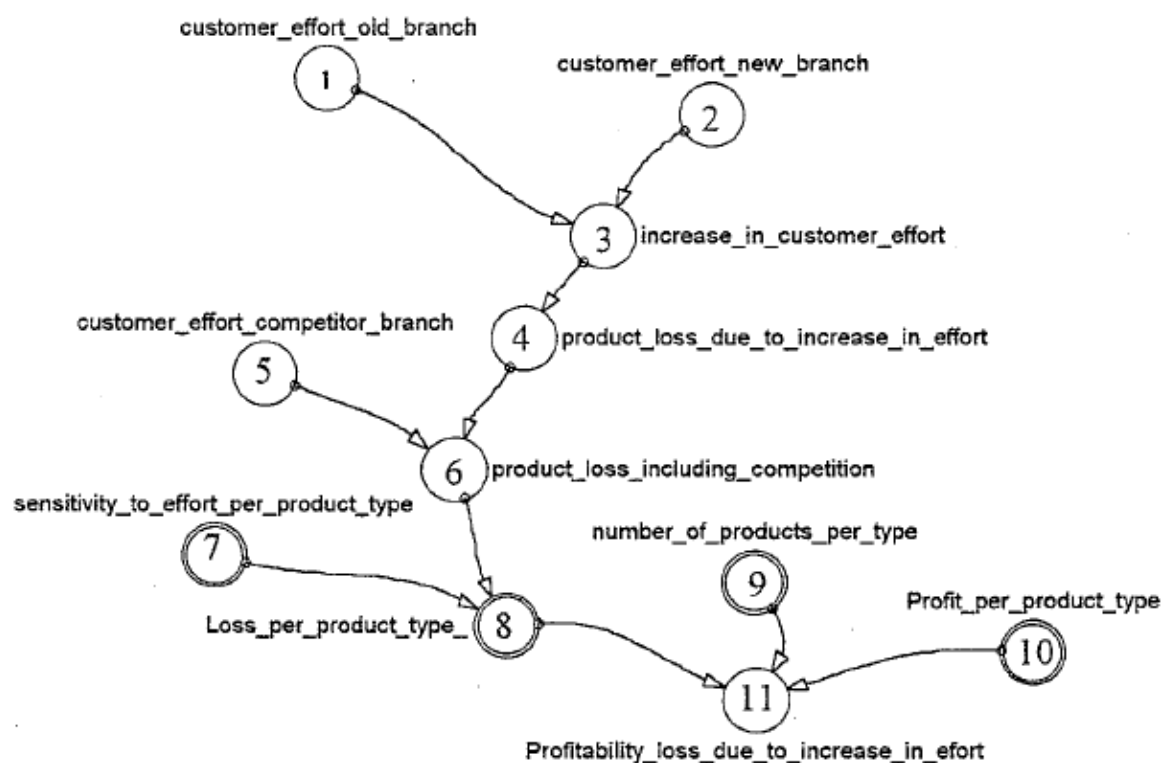 customer_effort_old_branch
1
customer_effort_new_branch
2
3
increase_in_customer_effort
customer_effort_competitor_branch
4
product_loss_due_to_increase_in_effort
5
6
product_loss_including_competition
sensitivity_to_effort_per_product_type
7
number_of_products_per_type
9
Profit_per_product_type
Loss_per_product_type_
8
10
11
Profitability_loss_due_to_increase_in_efort